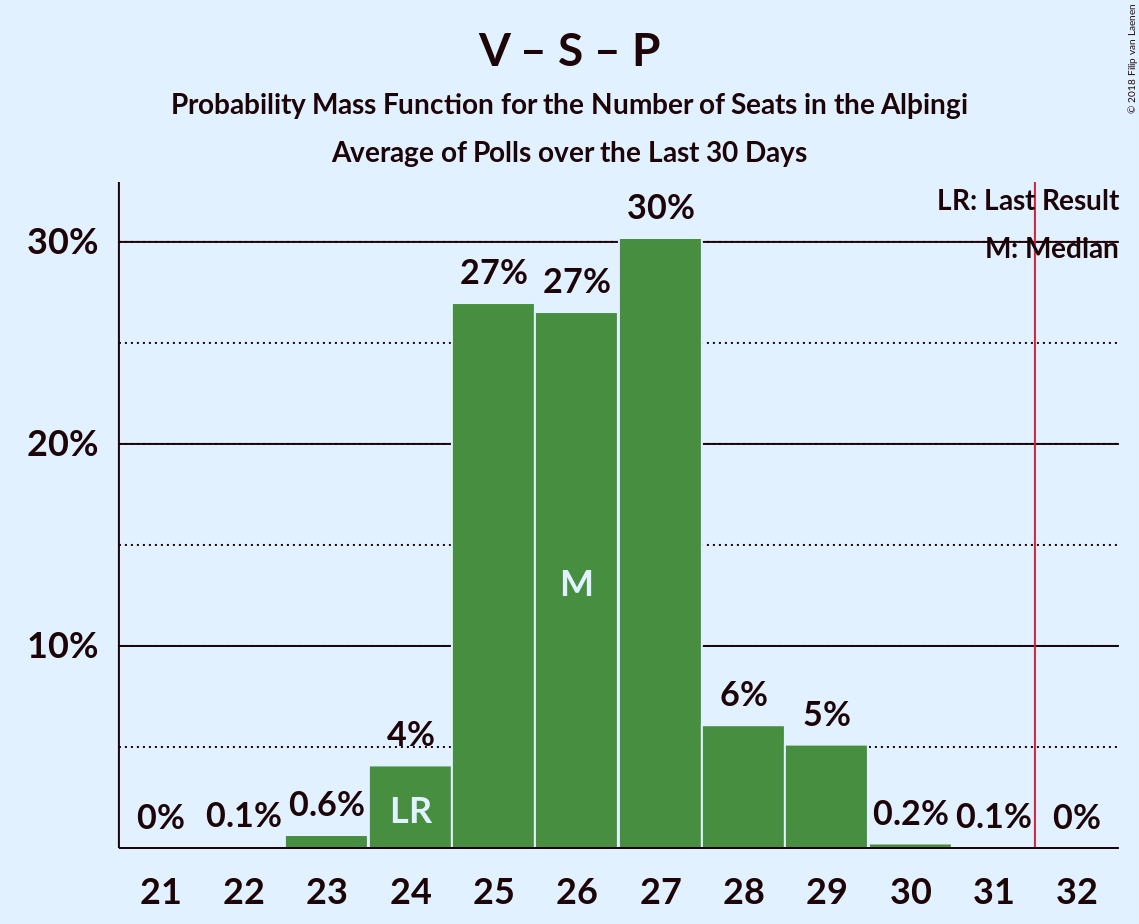 V – S – P
Probability Mass Function for the Number of Seats in the Alþingi
Average of Polls over the Last 30 Days
© 2018 Filip van Laenen
LR: Last Result
M: Median
30%
20%
10%
0% 0.1% 0.6% 4% 27% 27% 30% 6% 5% 0.2% 0.1% 0%
LR M
21 22 23 24 25 26 27 28 29 30 31 32